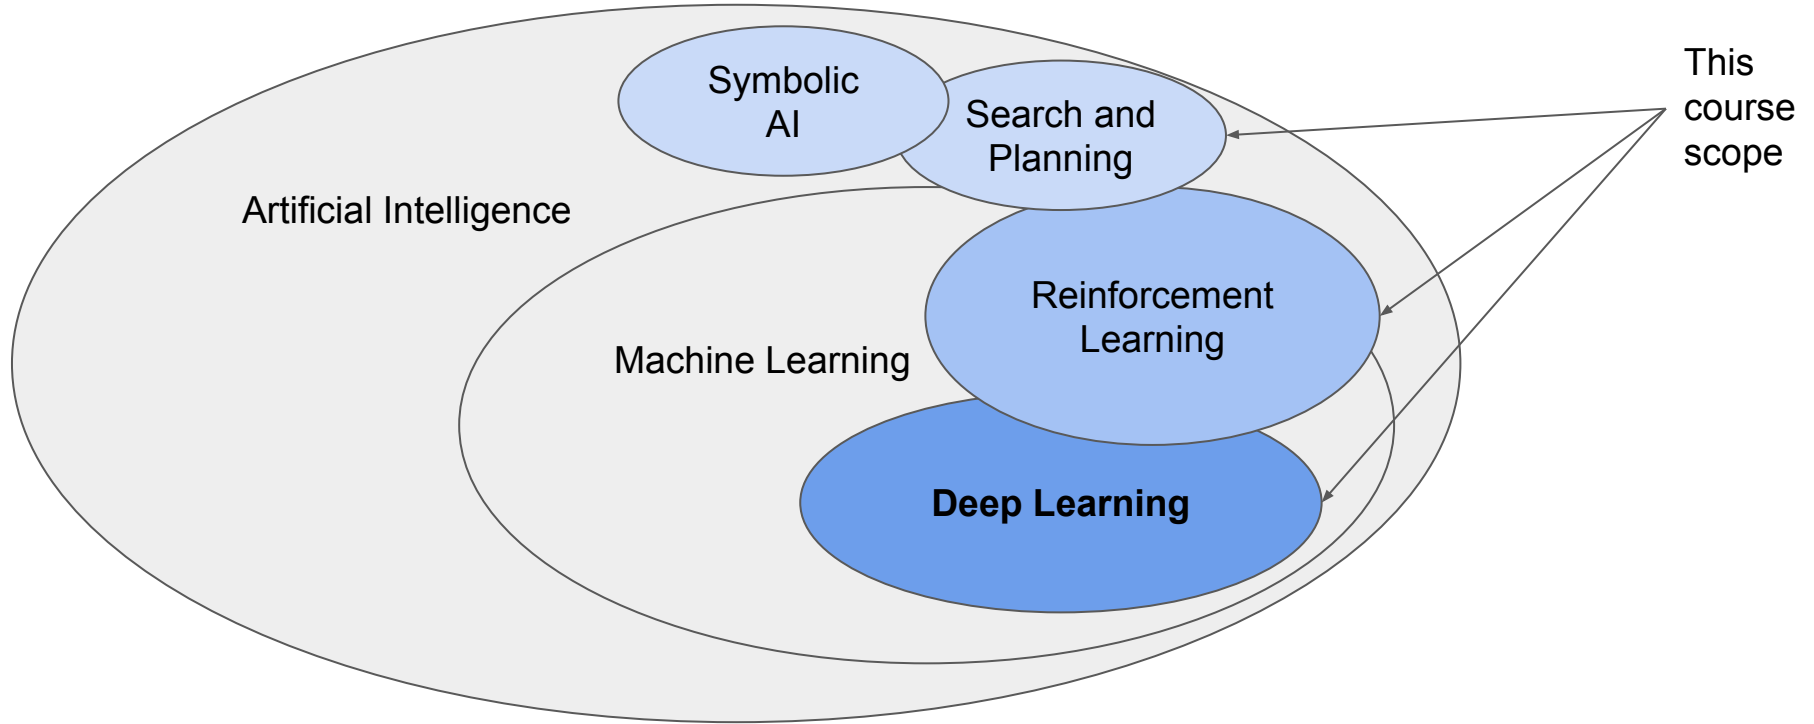 Symbolic
AI
Search and
Planning
This
course
scope
Artificial Intelligence
Reinforcement
Learning
Machine Learning
Deep Learning